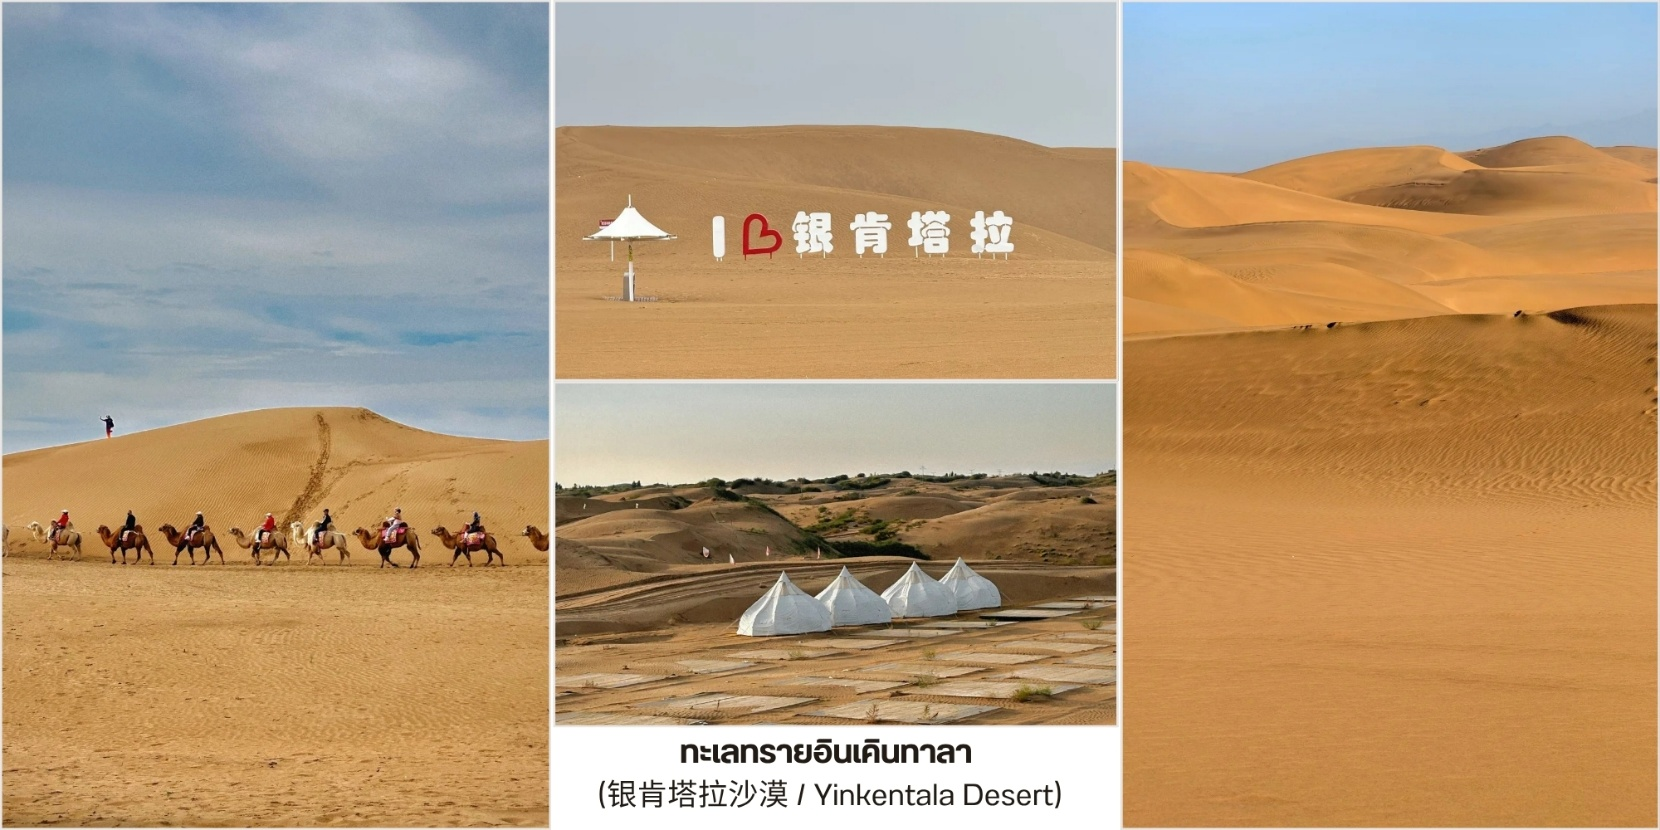 I 银肯塔拉
ทะเลทรายอินเคินทาลา
(银肯塔拉沙漠 / Yinkentala Desert)